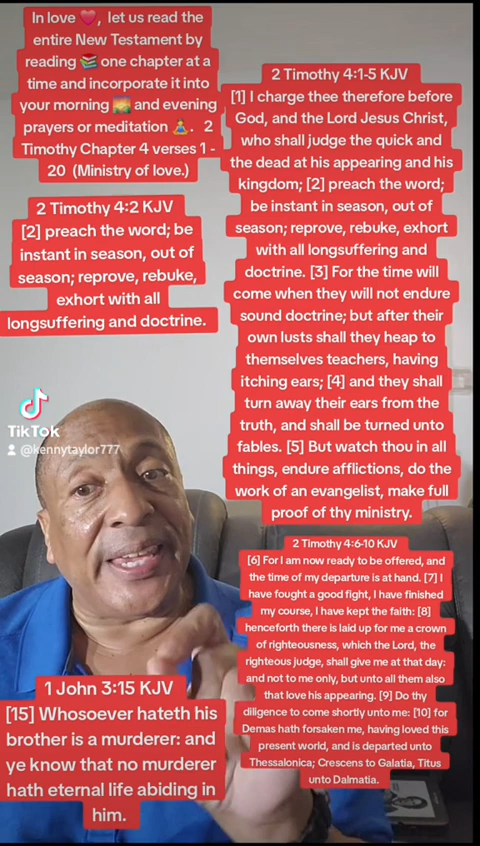 In love 💓, let us read the
entire New Testament by
reading 📚 one chapter at a
time and incorporate it into
your morning 🌅 and evening
prayers or meditation 🧘. 2
Timothy Chapter 4 verses 1 -
20 (Ministry of love.)
2 Timothy 4:2 KJV
[2] preach the word; be
instant in season, out of
season; reprove, rebuke,
exhort with all
longsuffering and doctrine.
TikTok
@kennytaylor777
1 John 3:15 KJV
[15] Whosoever hateth his
brother is a murderer: and
ye know that no murderer
hath eternal life abiding in
him.
2 Timothy 4:1-5 KJV
[1] I charge thee therefore before
God, and the Lord Jesus Christ,
who shall judge the quick and
the dead at his appearing and his
kingdom; [2] preach the word;
be instant in season, out of
season; reprove, rebuke, exhort
with all longsuffering and
doctrine. [3] For the time will
come when they will not endure
sound doctrine; but after their
own lusts shall they heap to
themselves teachers, having
itching ears; [4] and they shall
turn away their ears from the
truth, and shall be turned unto
fables. [5] But watch thou in all
things, endure afflictions, do the
work of an evangelist, make full
proof of thy ministry.
2 Timothy 4:6-10 KJV
[6] For I am now ready to be offered, and
the time of my departure is at hand. [7] I
have fought a good fight, I have finished
my course, I have kept the faith: [8]
henceforth there is laid up for me a crown
of righteousness, which the Lord, the
righteous judge, shall give me at that day:
and not to me only, but unto all them also
that love his appearing. [9] Do thy
diligence to come shortly unto me: [10] for
Demas hath forsaken me, having loved this
present world, and is departed unto
Thessalonica; Crescens to Galatia, Titus
unto Dalmatia.